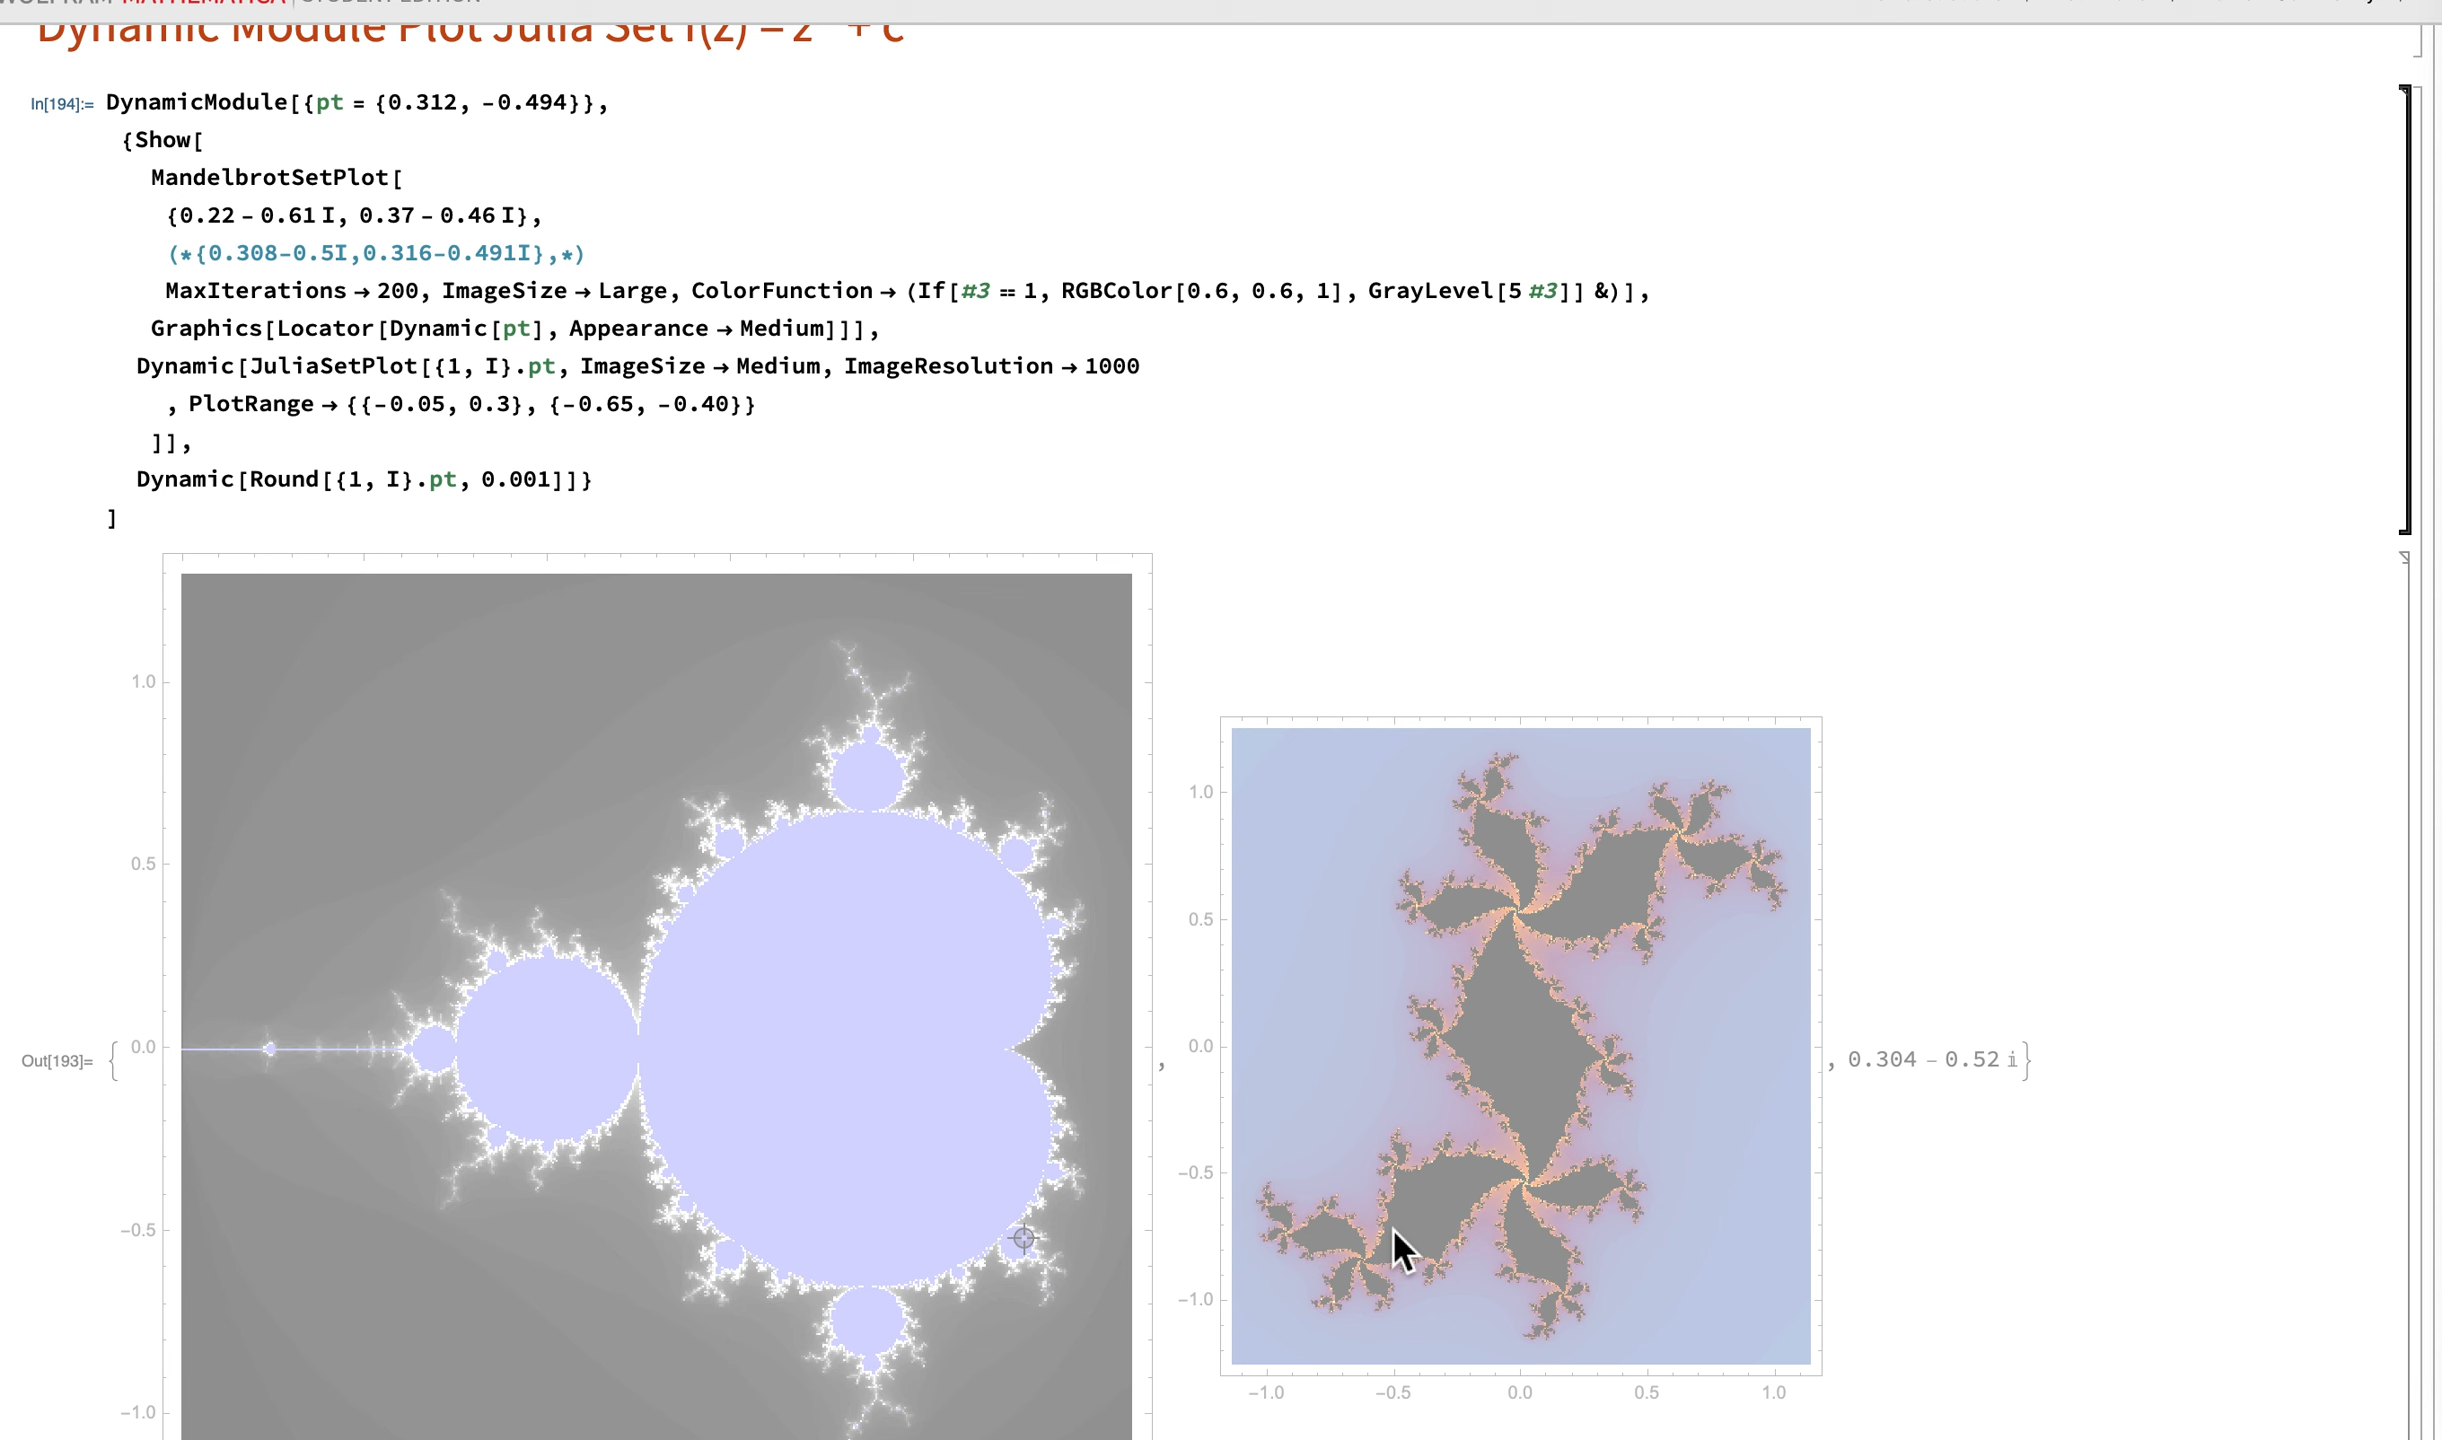 WOLFRAM MATHEMATICA | STUDENT EDITION
Dynamic Module Plot Julia Set f(z) = z + c
In[194]:= DynamicModule[{pt = {0.312, -0.494}},
{Show[
MandelbrotSetPlot[
{0.22 - 0.61 I, 0.37 - 0.46 I},
(*{0.308-0.5I,0.316-0.491I},*)
MaxIterations → 200, ImageSize → Large, ColorFunction → (If[#3 == 1, RGBColor[0.6, 0.6, 1], GrayLevel[5 #3]] &)],
Graphics[Locator[Dynamic[pt], Appearance → Medium]]],
Dynamic[JuliaSetPlot[{1, I}.pt, ImageSize → Medium, ImageResolution → 1000
, PlotRange → {{-0.05, 0.3}, {-0.65, -0.40}}
]],
Dynamic[Round[{1, I}.pt, 0.001]]}
]
1.0
0.5
Out[193]= { 0.0
-0.5
-1.0
,
1.0
0.5
0.0
-0.5
-1.0
-1.0 -0.5 0.0 0.5 1.0
, 0.304 - 0.52 i}